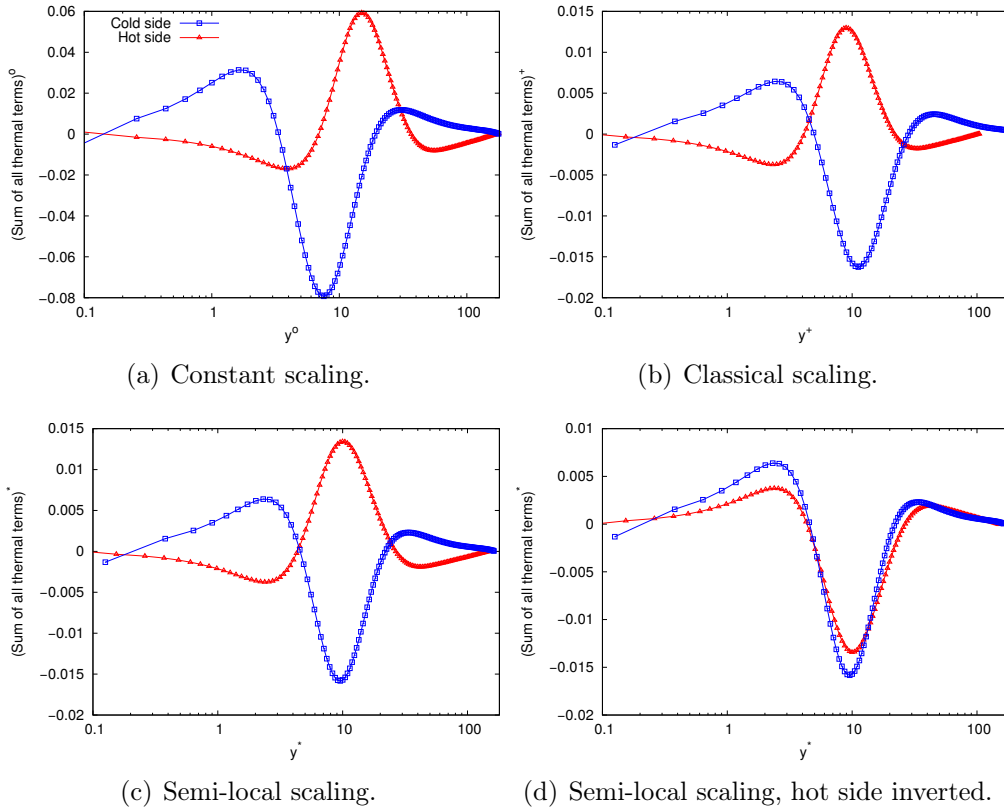 Cold side
Hot side
0.06
0.04
0.02
0
−0.02
−0.04
−0.06
−0.08
(Sum of all thermal terms)°
0.1 1 10 100
y°
(a) Constant scaling.
0.015
0.01
0.005
0
−0.005
−0.01
−0.015
−0.02
(Sum of all thermal terms)⁺
0.1 1 10 100
y⁺
(b) Classical scaling.
0.015
0.01
0.005
0
−0.005
−0.01
−0.015
−0.02
(Sum of all thermal terms)*
0.1 1 10 100
y*
(c) Semi-local scaling.
0.015
0.01
0.005
0
−0.005
−0.01
−0.015
−0.02
(Sum of all thermal terms)*
0.1 1 10 100
y*
(d) Semi-local scaling, hot side inverted.